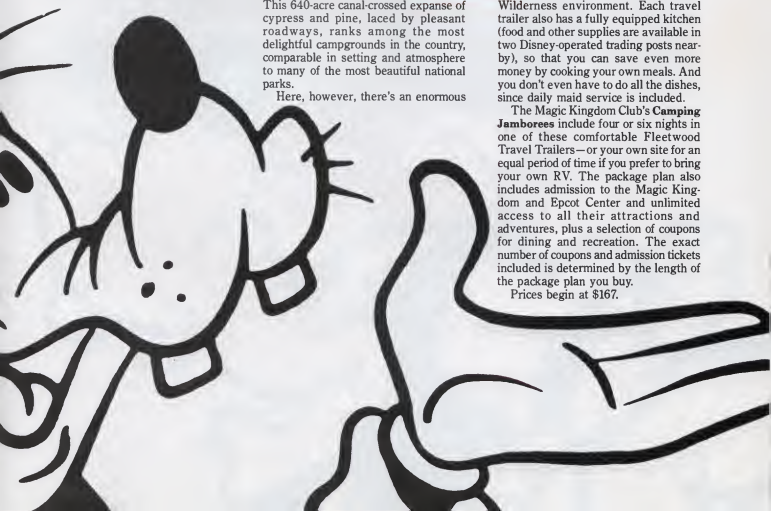 This 640-acre canal-crossed expanse of
cypress and pine, laced by pleasant
roadways, ranks among the most
delightful campgrounds in the country,
comparable in setting and atmosphere
to many of the most beautiful national
parks.
Here, however, there's an enormous
Wilderness environment. Each travel
trailer also has a fully equipped kitchen
(food and other supplies are available in
two Disney-operated trading posts near-
by), so that you can save even more
money by cooking your own meals. And
you don't even have to do all the dishes,
since daily maid service is included.
The Magic Kingdom Club's Camping
Jamborees include four or six nights in
one of these comfortable Fleetwood
Travel Trailers—or your own site for an
equal period of time if you prefer to bring
your own RV. The package plan also
includes admission to the Magic King-
dom and Epcot Center and unlimited
access to all their attractions and
adventures, plus a selection of coupons
for dining and recreation. The exact
number of coupons and admission tickets
included is determined by the length of
the package plan you buy.
Prices begin at $167.